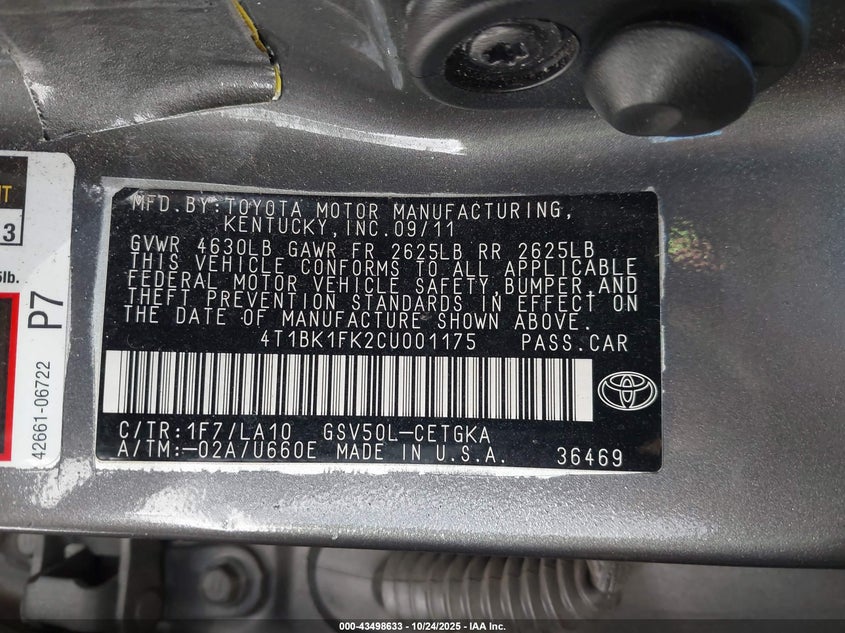 MFD.BY:TOYOTA MOTOR MANUFACTURING,
KENTUCKY,INC.09/11
GVWR 4630LB GAWR FR 2625LB RR 2625LB
THIS VEHICLE CONFORMS TO ALL APPLICABLE
FEDERAL MOTOR VEHICLE SAFETY, BUMPER,AND
THEFT PREVENTION STANDARDS IN EFFECT ON
THE DATE OF MANUFACTURE SHOWN ABOVE.
4T1BK1FK2CU001175 PASS.CAR
C/TR:1F7/LA10 GSV50L-CETGKA
A/TM:-02A/U660E MADE IN U.S.A. 36469
3
lb.
P7
42661-06722
000-43498633 - 10/24/2025 - IAA Inc.